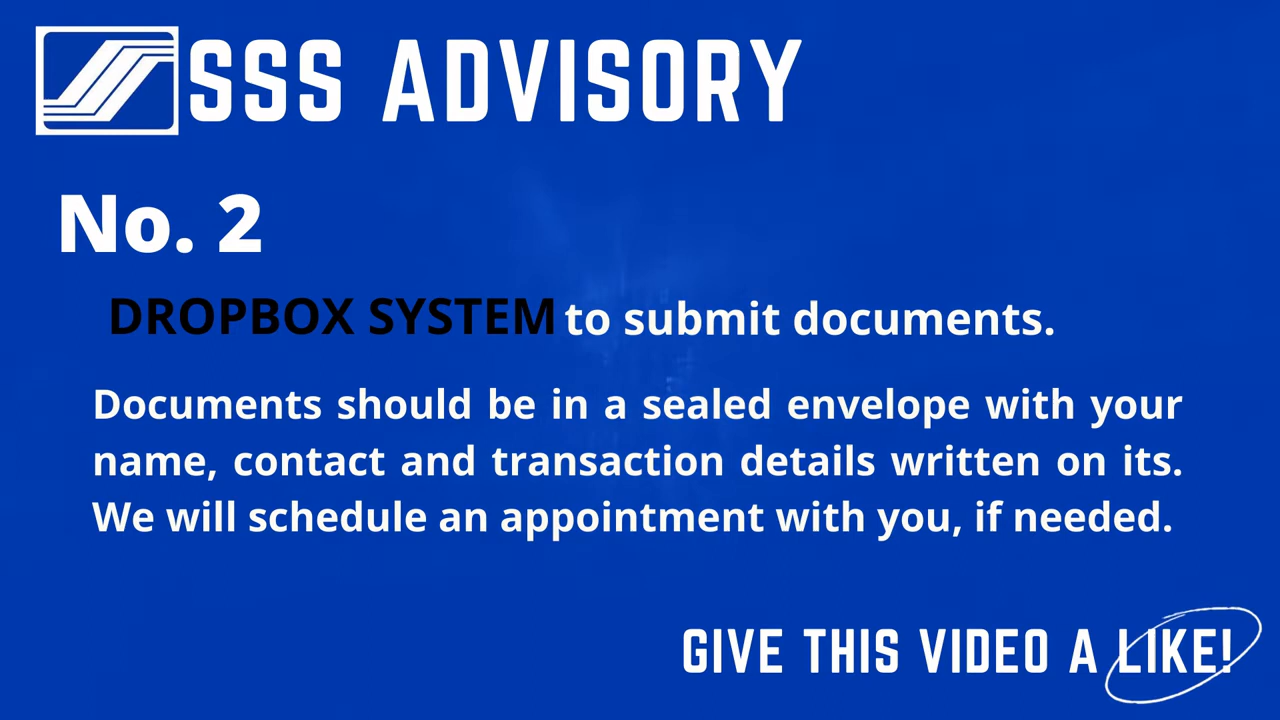 SSS ADVISORY
No. 2
DROPBOX SYSTEM to submit documents.
Documents should be in a sealed envelope with your
name, contact and transaction details written on its.
We will schedule an appointment with you, if needed.
GIVE THIS VIDEO A LIKE!